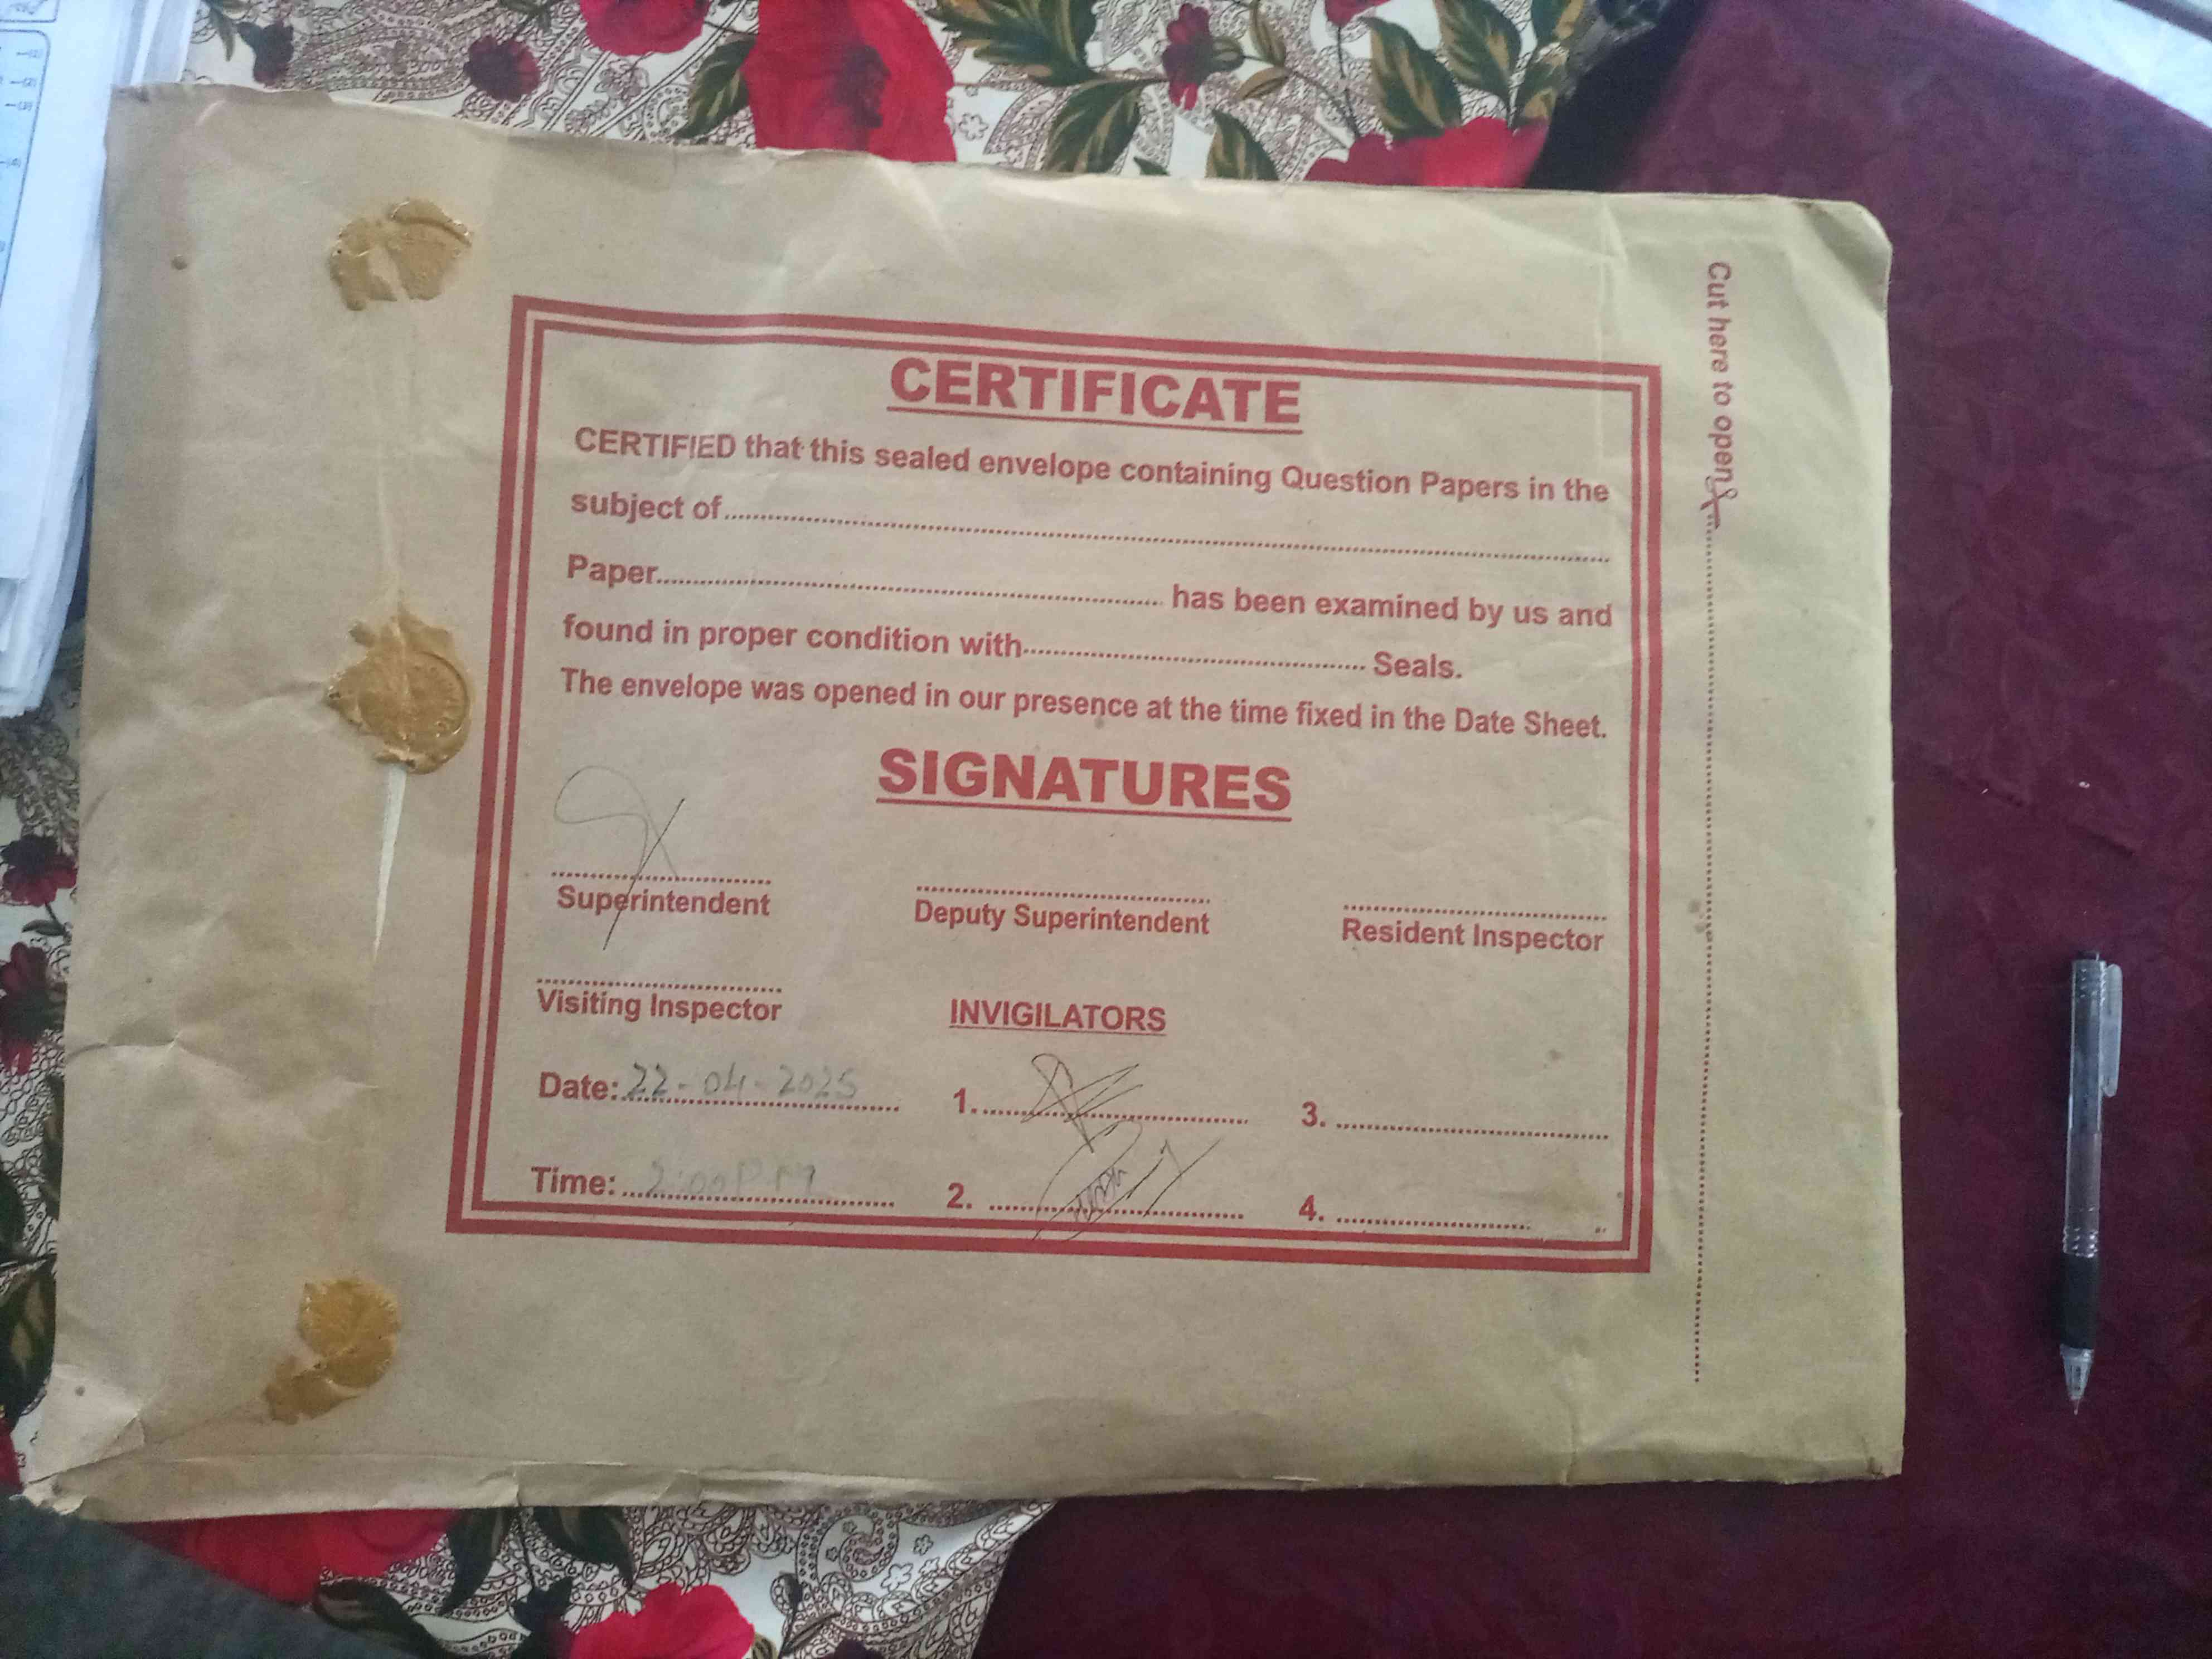 CERTIFICATE
CERTIFIED that this sealed envelope containing Question Papers in the
subject of
Paper has been examined by us and
found in proper condition with Seals.
The envelope was opened in our presence at the time fixed in the Date Sheet.
SIGNATURES
Superintendent Deputy Superintendent Resident Inspector
Visiting Inspector INVIGILATORS
Date: 22-04-2025 1. 3.
Time: 2:00 PM 2. 4.
Cut here to open